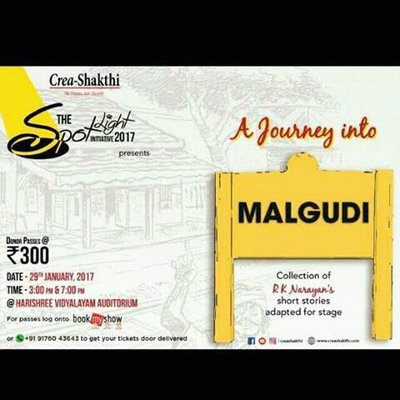 Crea-Shakthi
THE
Spotlight
INITIATIVE 2017
presents
A Journey into
MALGUDI
DONOR PASSES @
₹300
DATE - 29TH JANUARY, 2017
TIME - 3:00 PM & 7:00 PM
@ HARISHREE VIDYALAYAM AUDITORIUM
For passes log onto bookmyshow
or +91 91760 43643 to get your tickets door delivered
Collection of
R K Narayan's
short stories
adapted for stage
/ creashakthi www.creashakthi.com